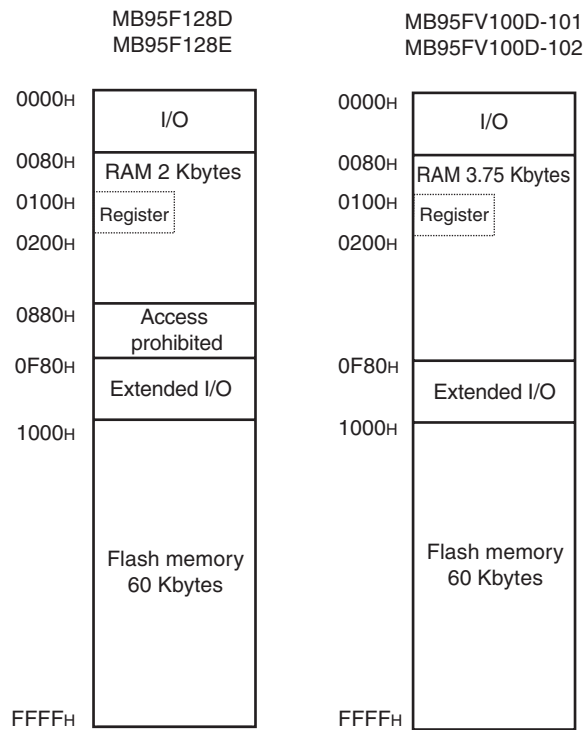 MB95F128D
MB95F128E
0000H
I/O
0080H
RAM 2 Kbytes
0100H
Register
0200H
0880H
Access
prohibited
0F80H
Extended I/O
1000H
Flash memory
60 Kbytes
FFFFH
MB95FV100D-101
MB95FV100D-102
0000H
I/O
0080H
RAM 3.75 Kbytes
0100H
Register
0200H
0F80H
Extended I/O
1000H
Flash memory
60 Kbytes
FFFFH